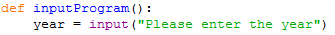 def inputProgram():
    year = input("Please enter the year")